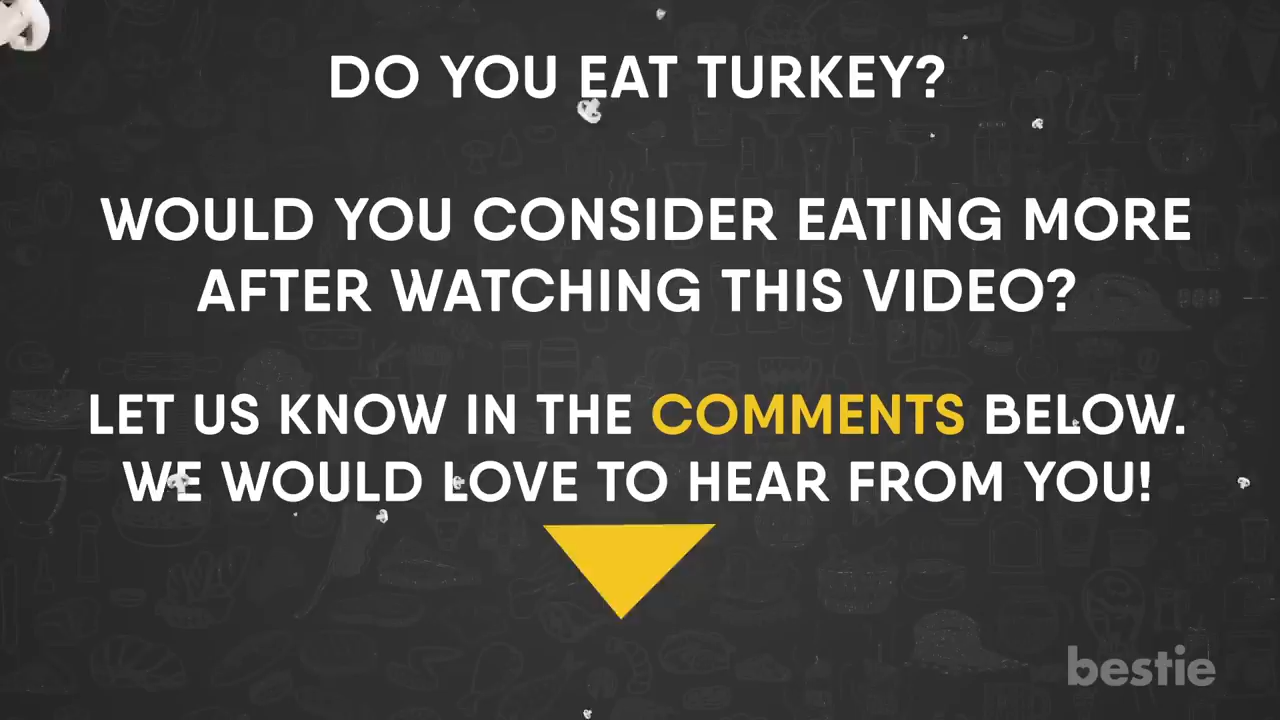 DO YOU EAT TURKEY?
WOULD YOU CONSIDER EATING MORE
AFTER WATCHING THIS VIDEO?
LET US KNOW IN THE COMMENTS BELOW.
WE WOULD LOVE TO HEAR FROM YOU!
bestie